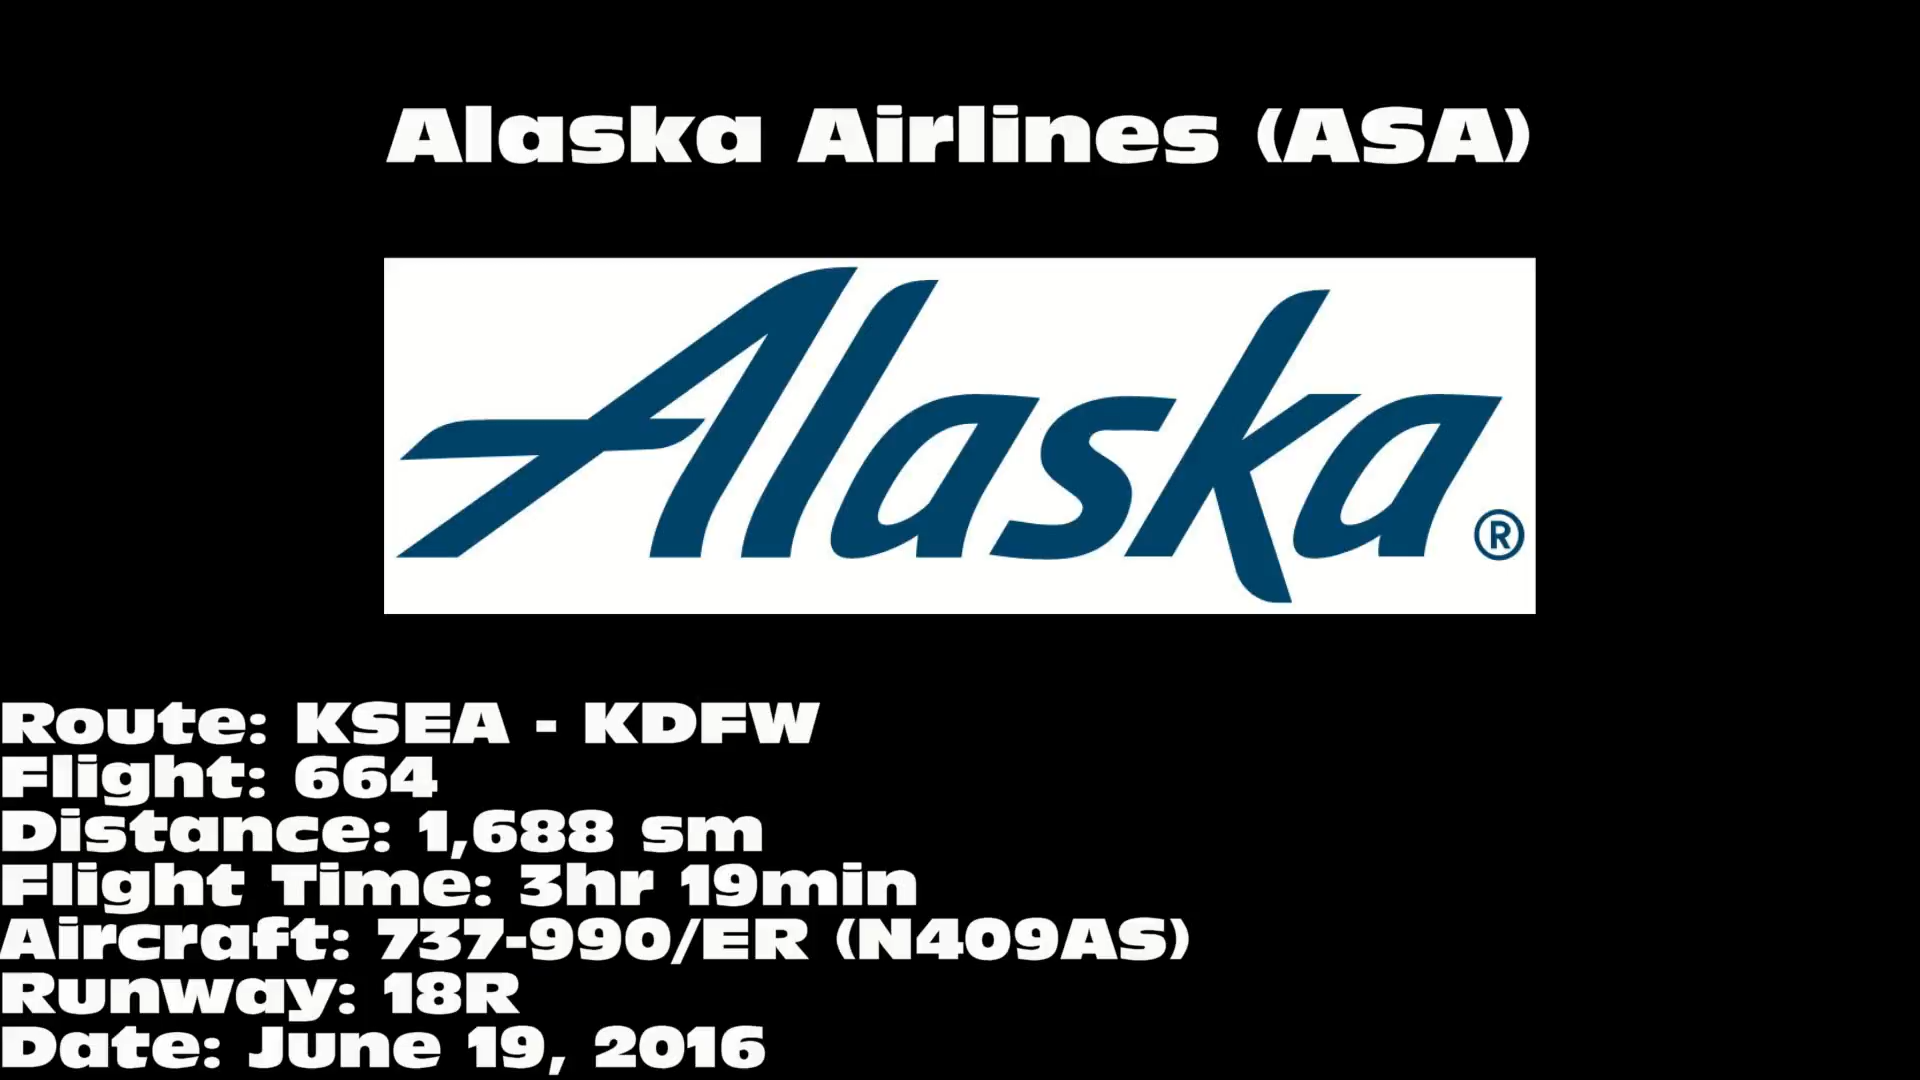 Alaska Airlines (ASA)
Alaska®
Route: KSEA - KDFW
Flight: 664
Distance: 1,688 sm
Flight Time: 3hr 19min
Aircraft: 737-990/ER (N409AS)
Runway: 18R
Date: June 19, 2016